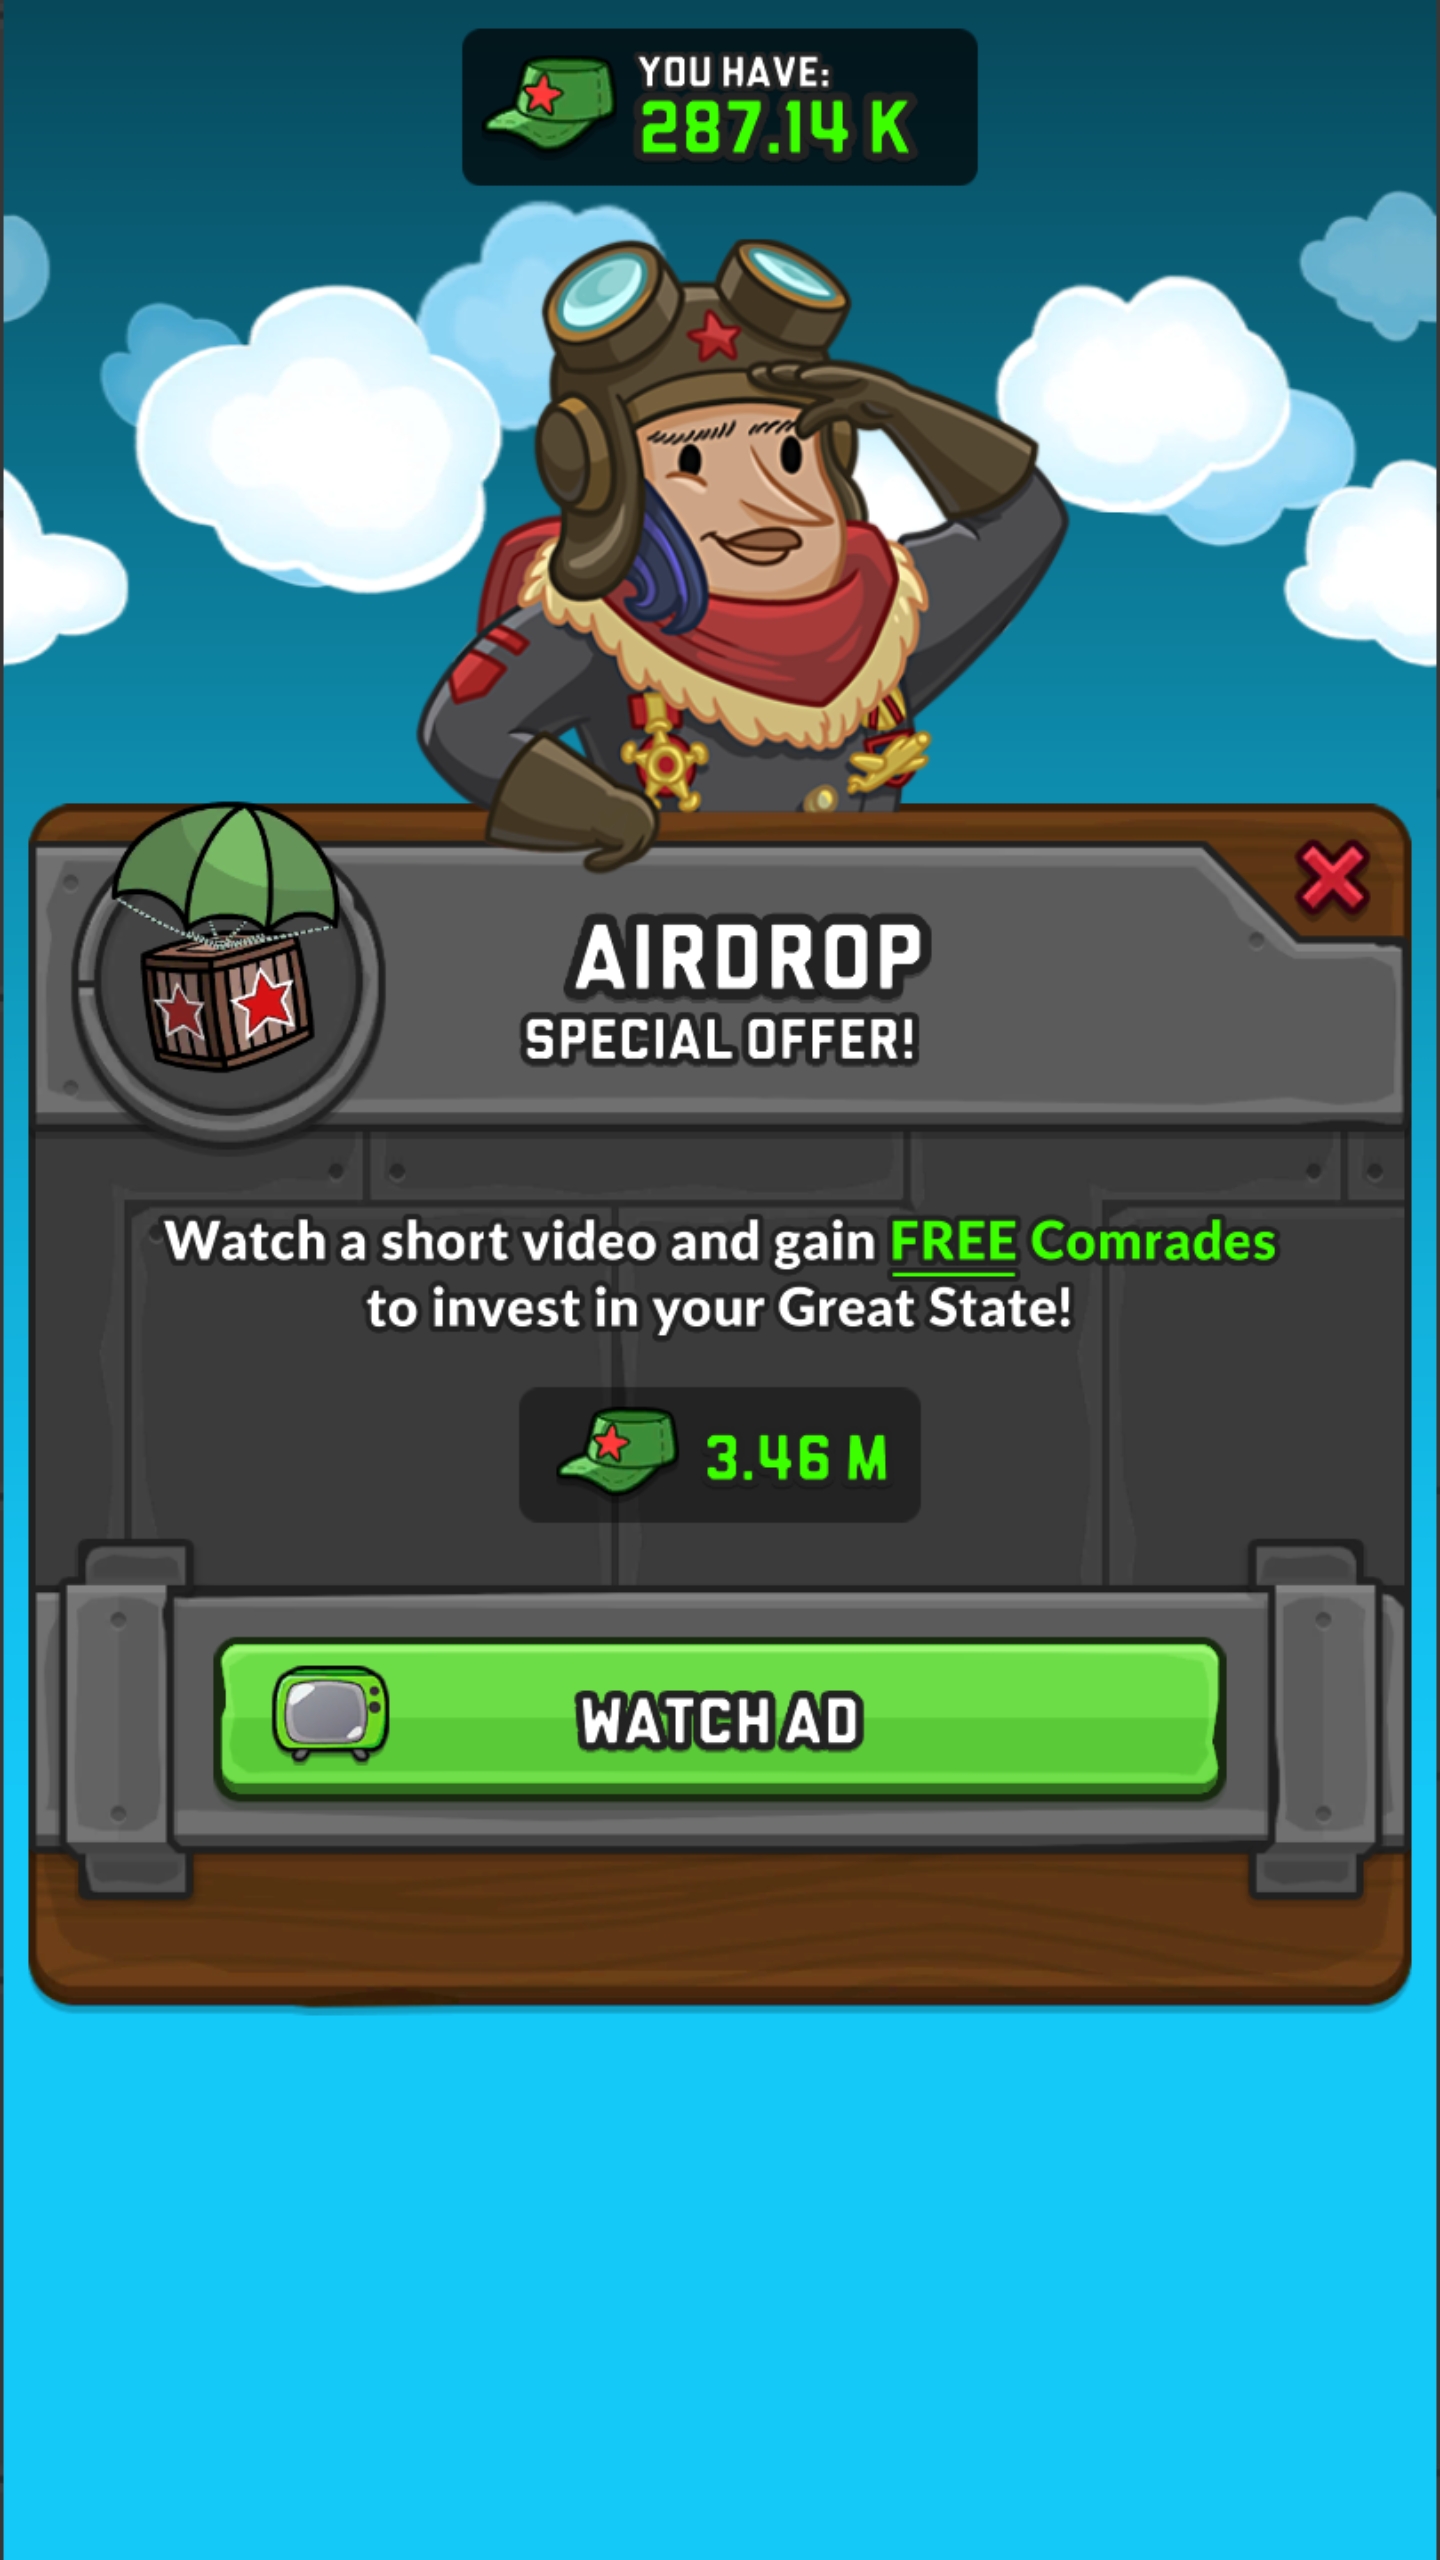 YOU HAVE:
287.14 K
AIRDROP
SPECIAL OFFER!
Watch a short video and gain FREE Comrades
to invest in your Great State!
3.46 M
WATCH AD